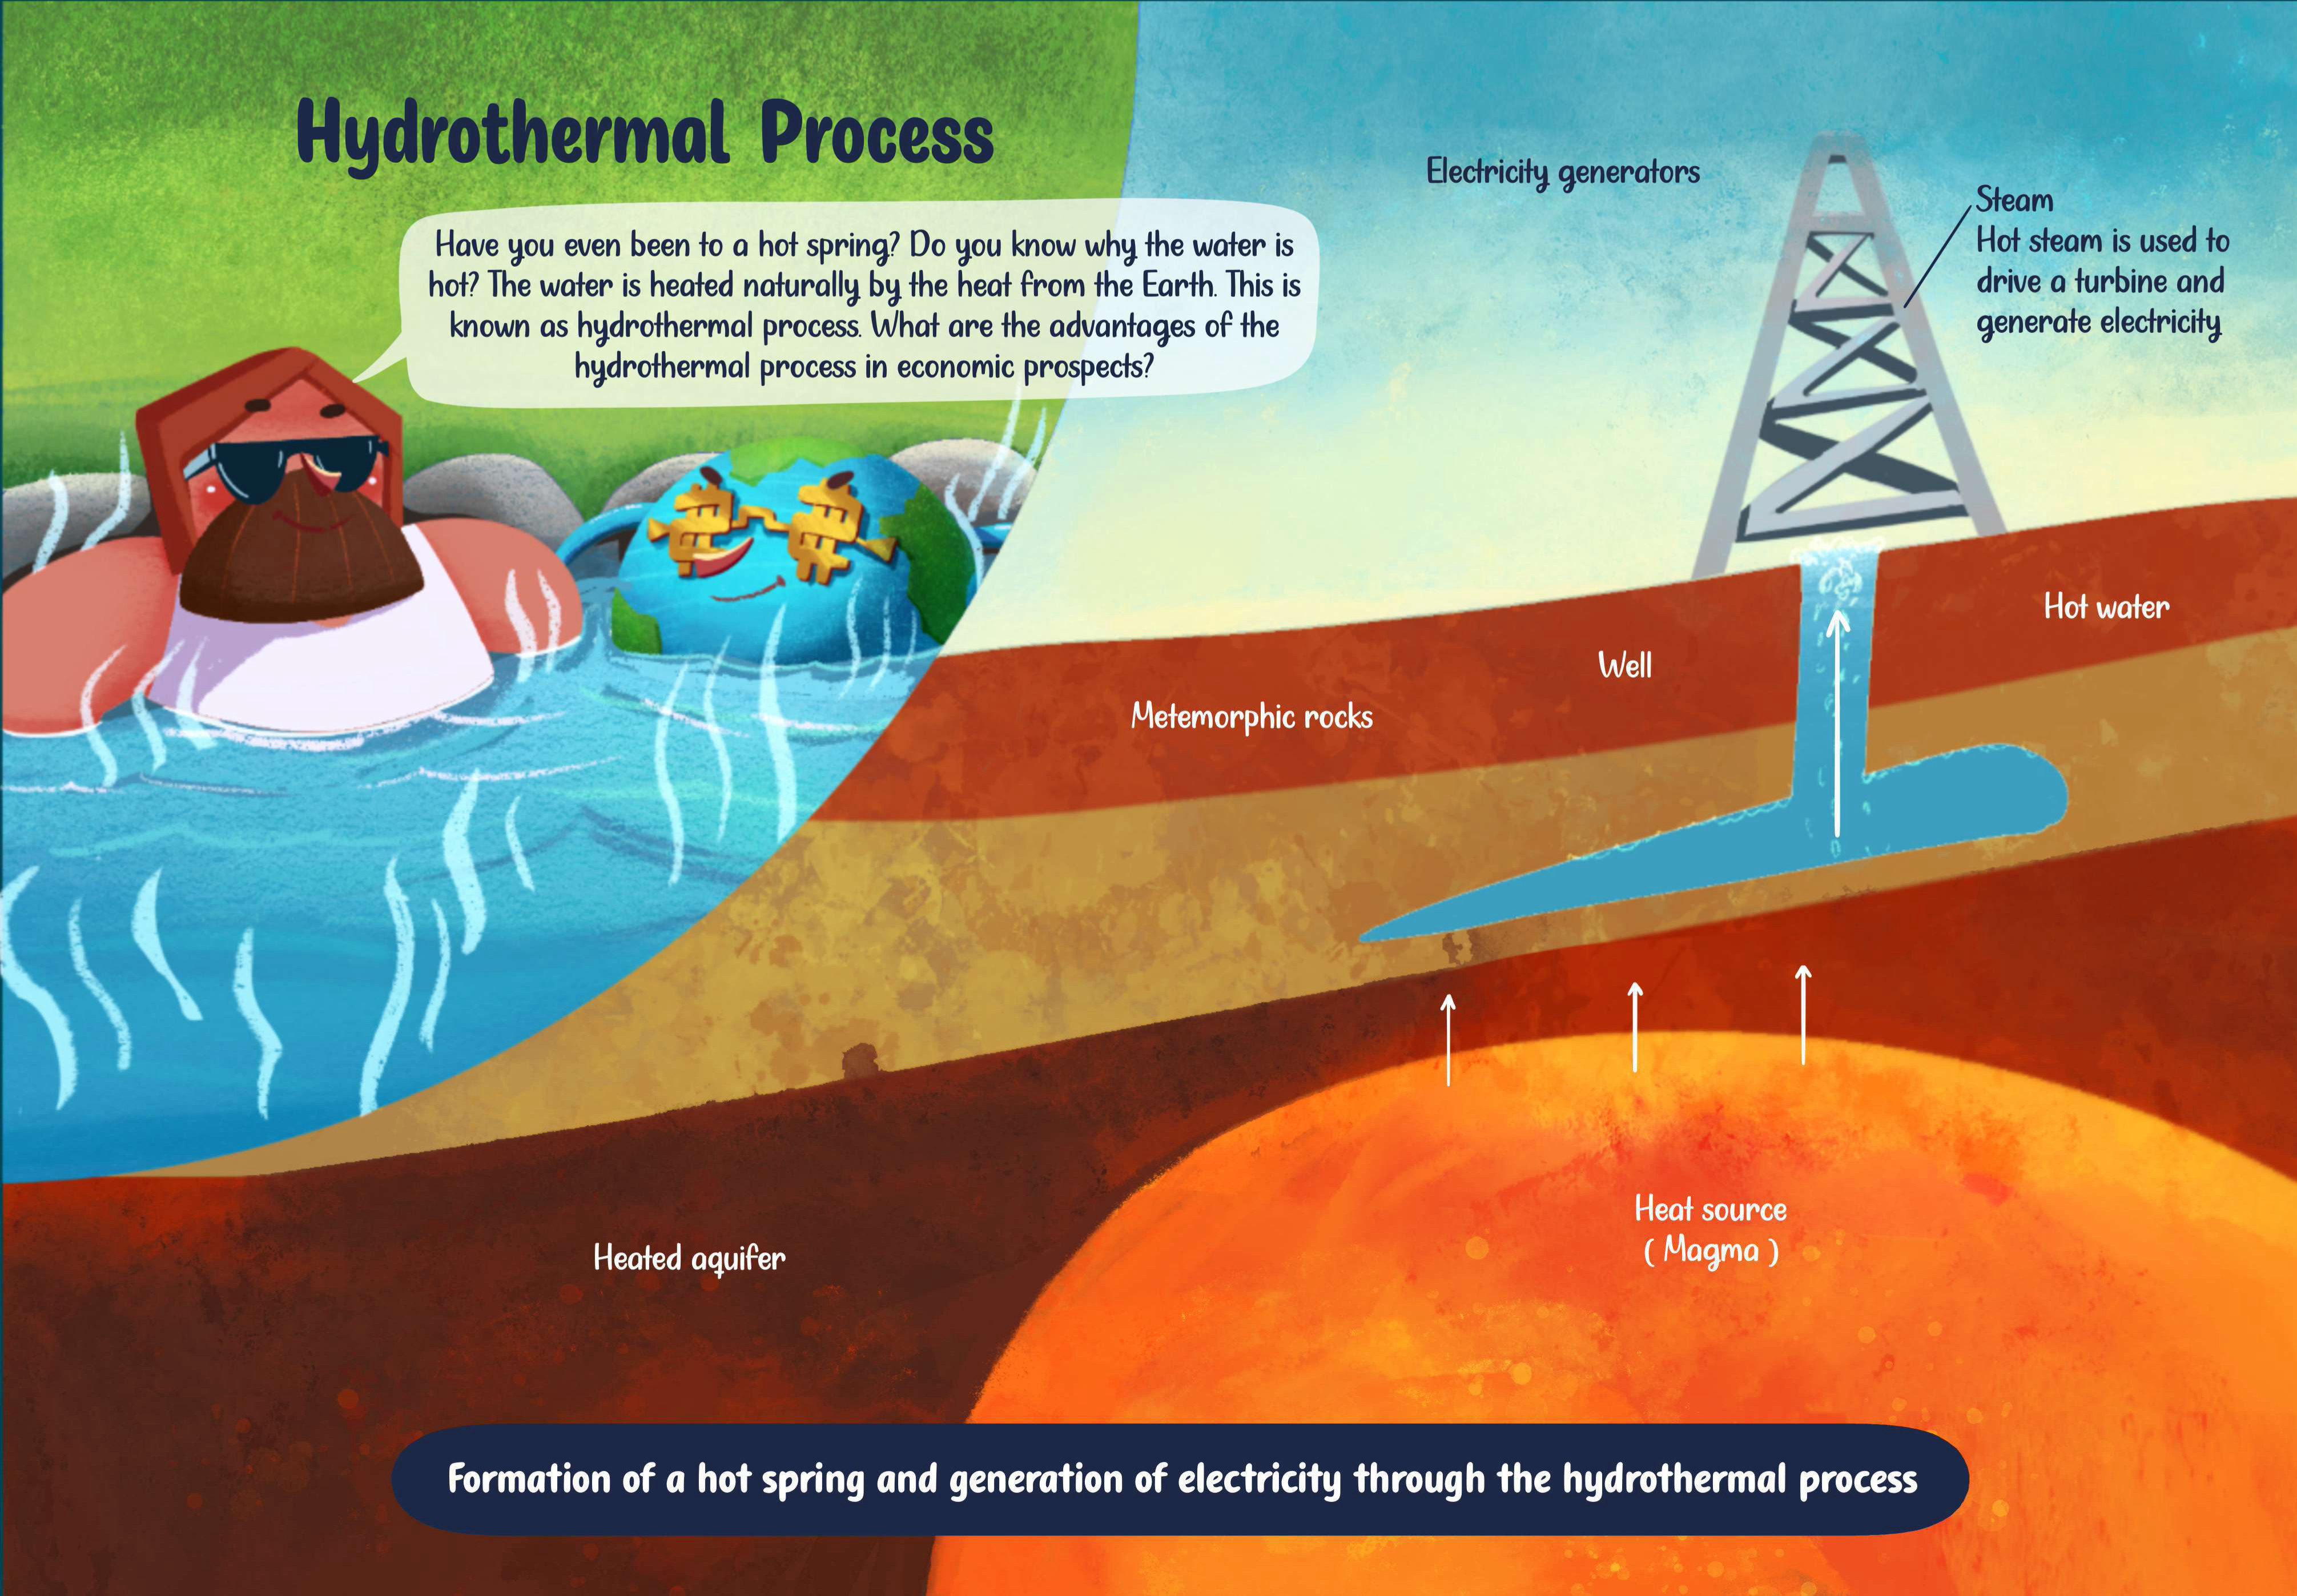 Hydrothermal Process
Have you even been to a hot spring? Do you know why the water is
hot? The water is heated naturally by the heat from the Earth. This is
known as hydrothermal process. What are the advantages of the
hydrothermal process in economic prospects?
Electricity generators
Steam
Hot steam is used to
drive a turbine and
generate electricity
Hot water
Well
Metemorphic rocks
Heat source
( Magma )
Heated aquifer
Formation of a hot spring and generation of electricity through the hydrothermal process